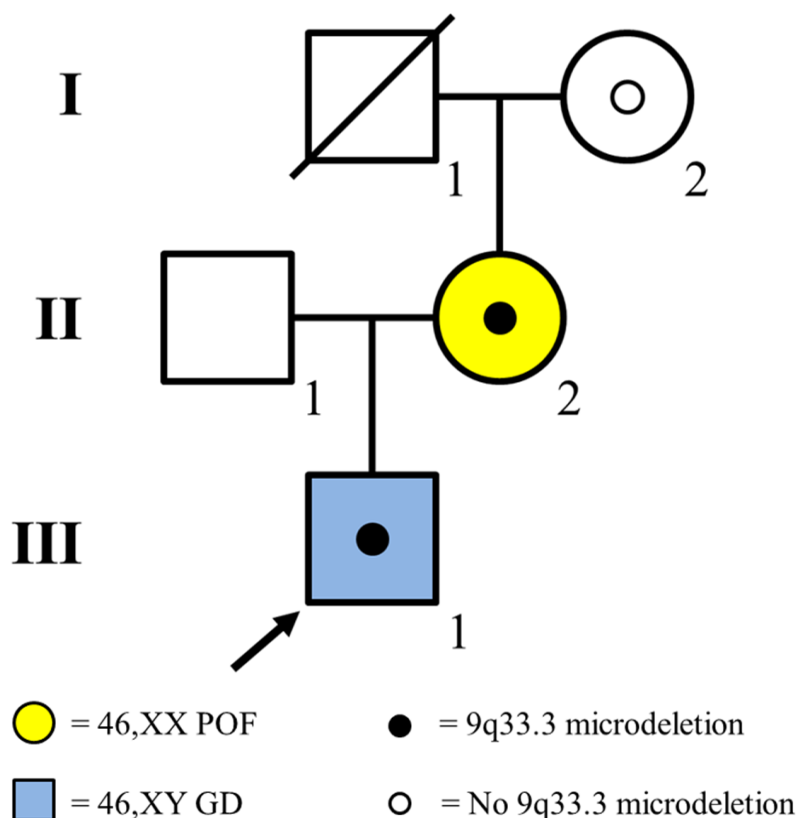 I
1
2
II
1
2
III
1
= 46,XX POF
= 9q33.3 microdeletion
= 46,XY GD
= No 9q33.3 microdeletion